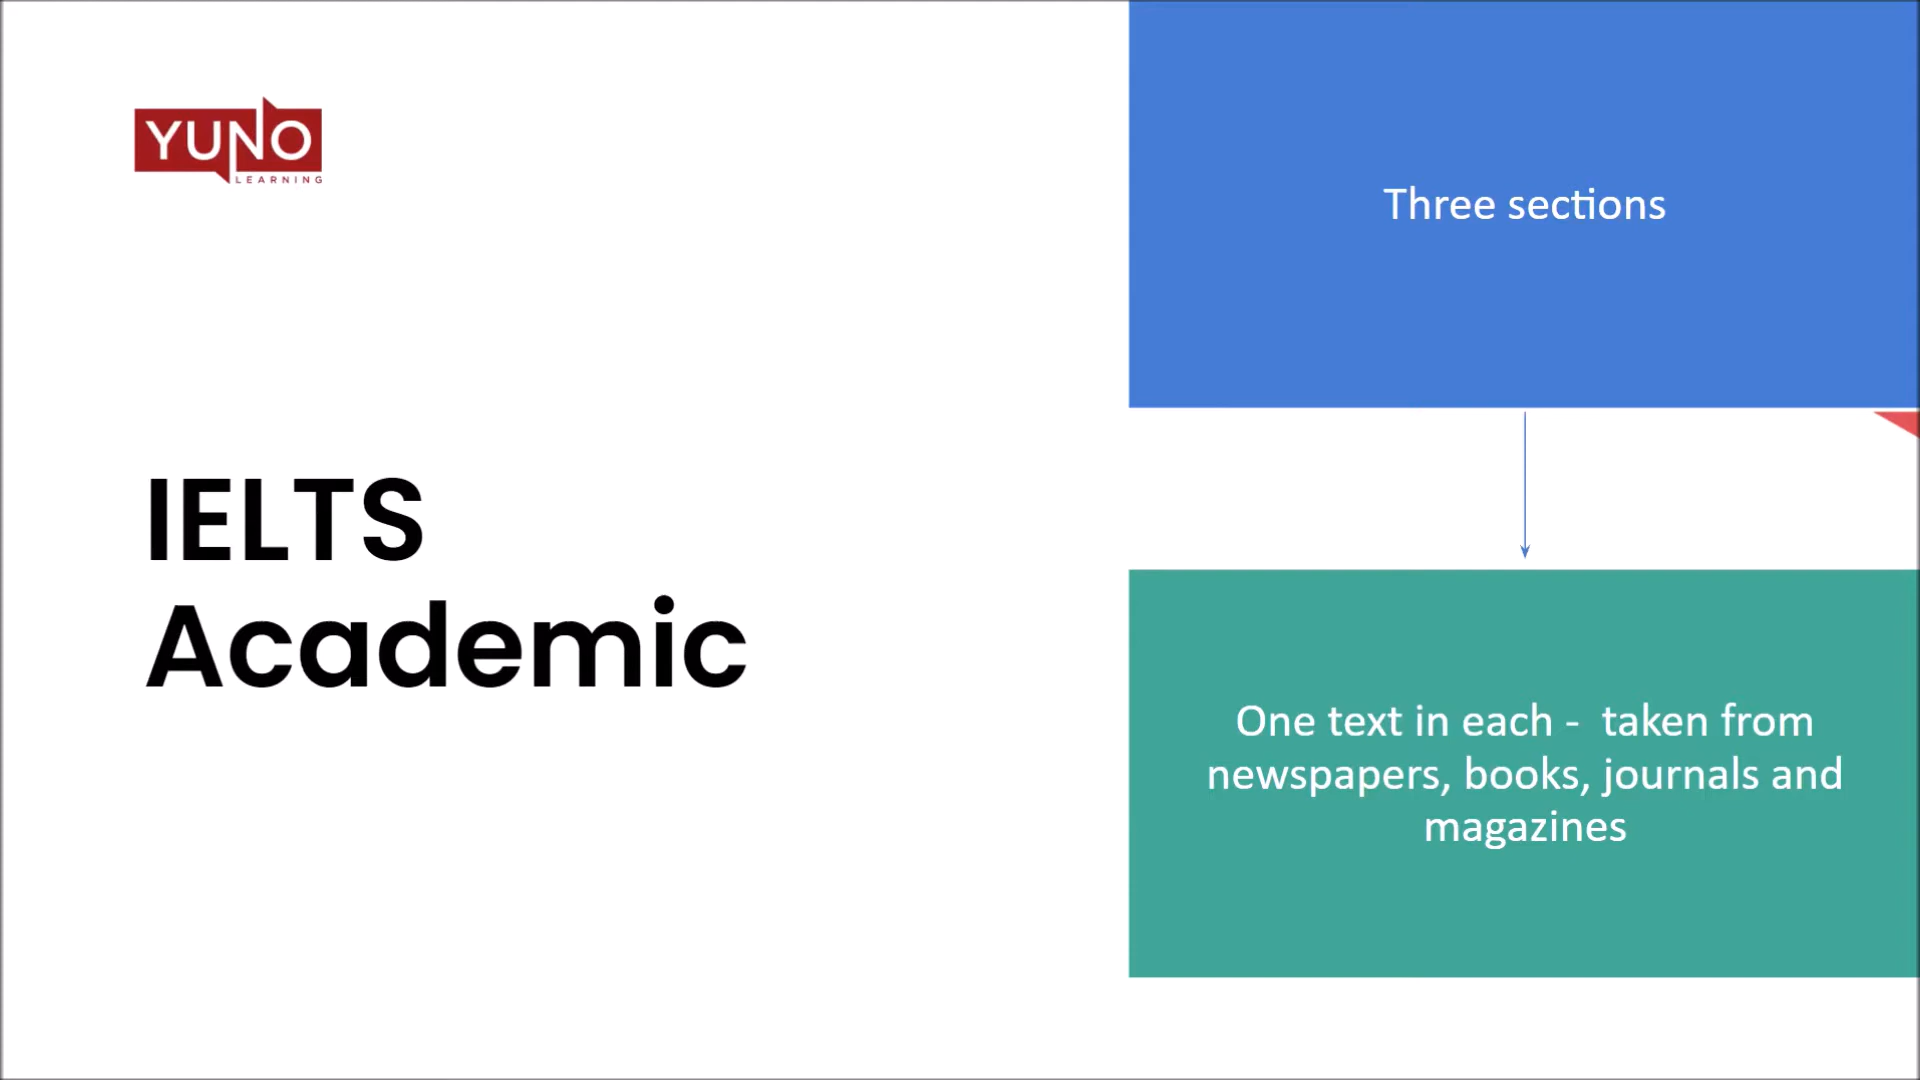 YUNO
LEARNING
IELTS
Academic
Three sections
One text in each -  taken from
newspapers, books, journals and
magazines